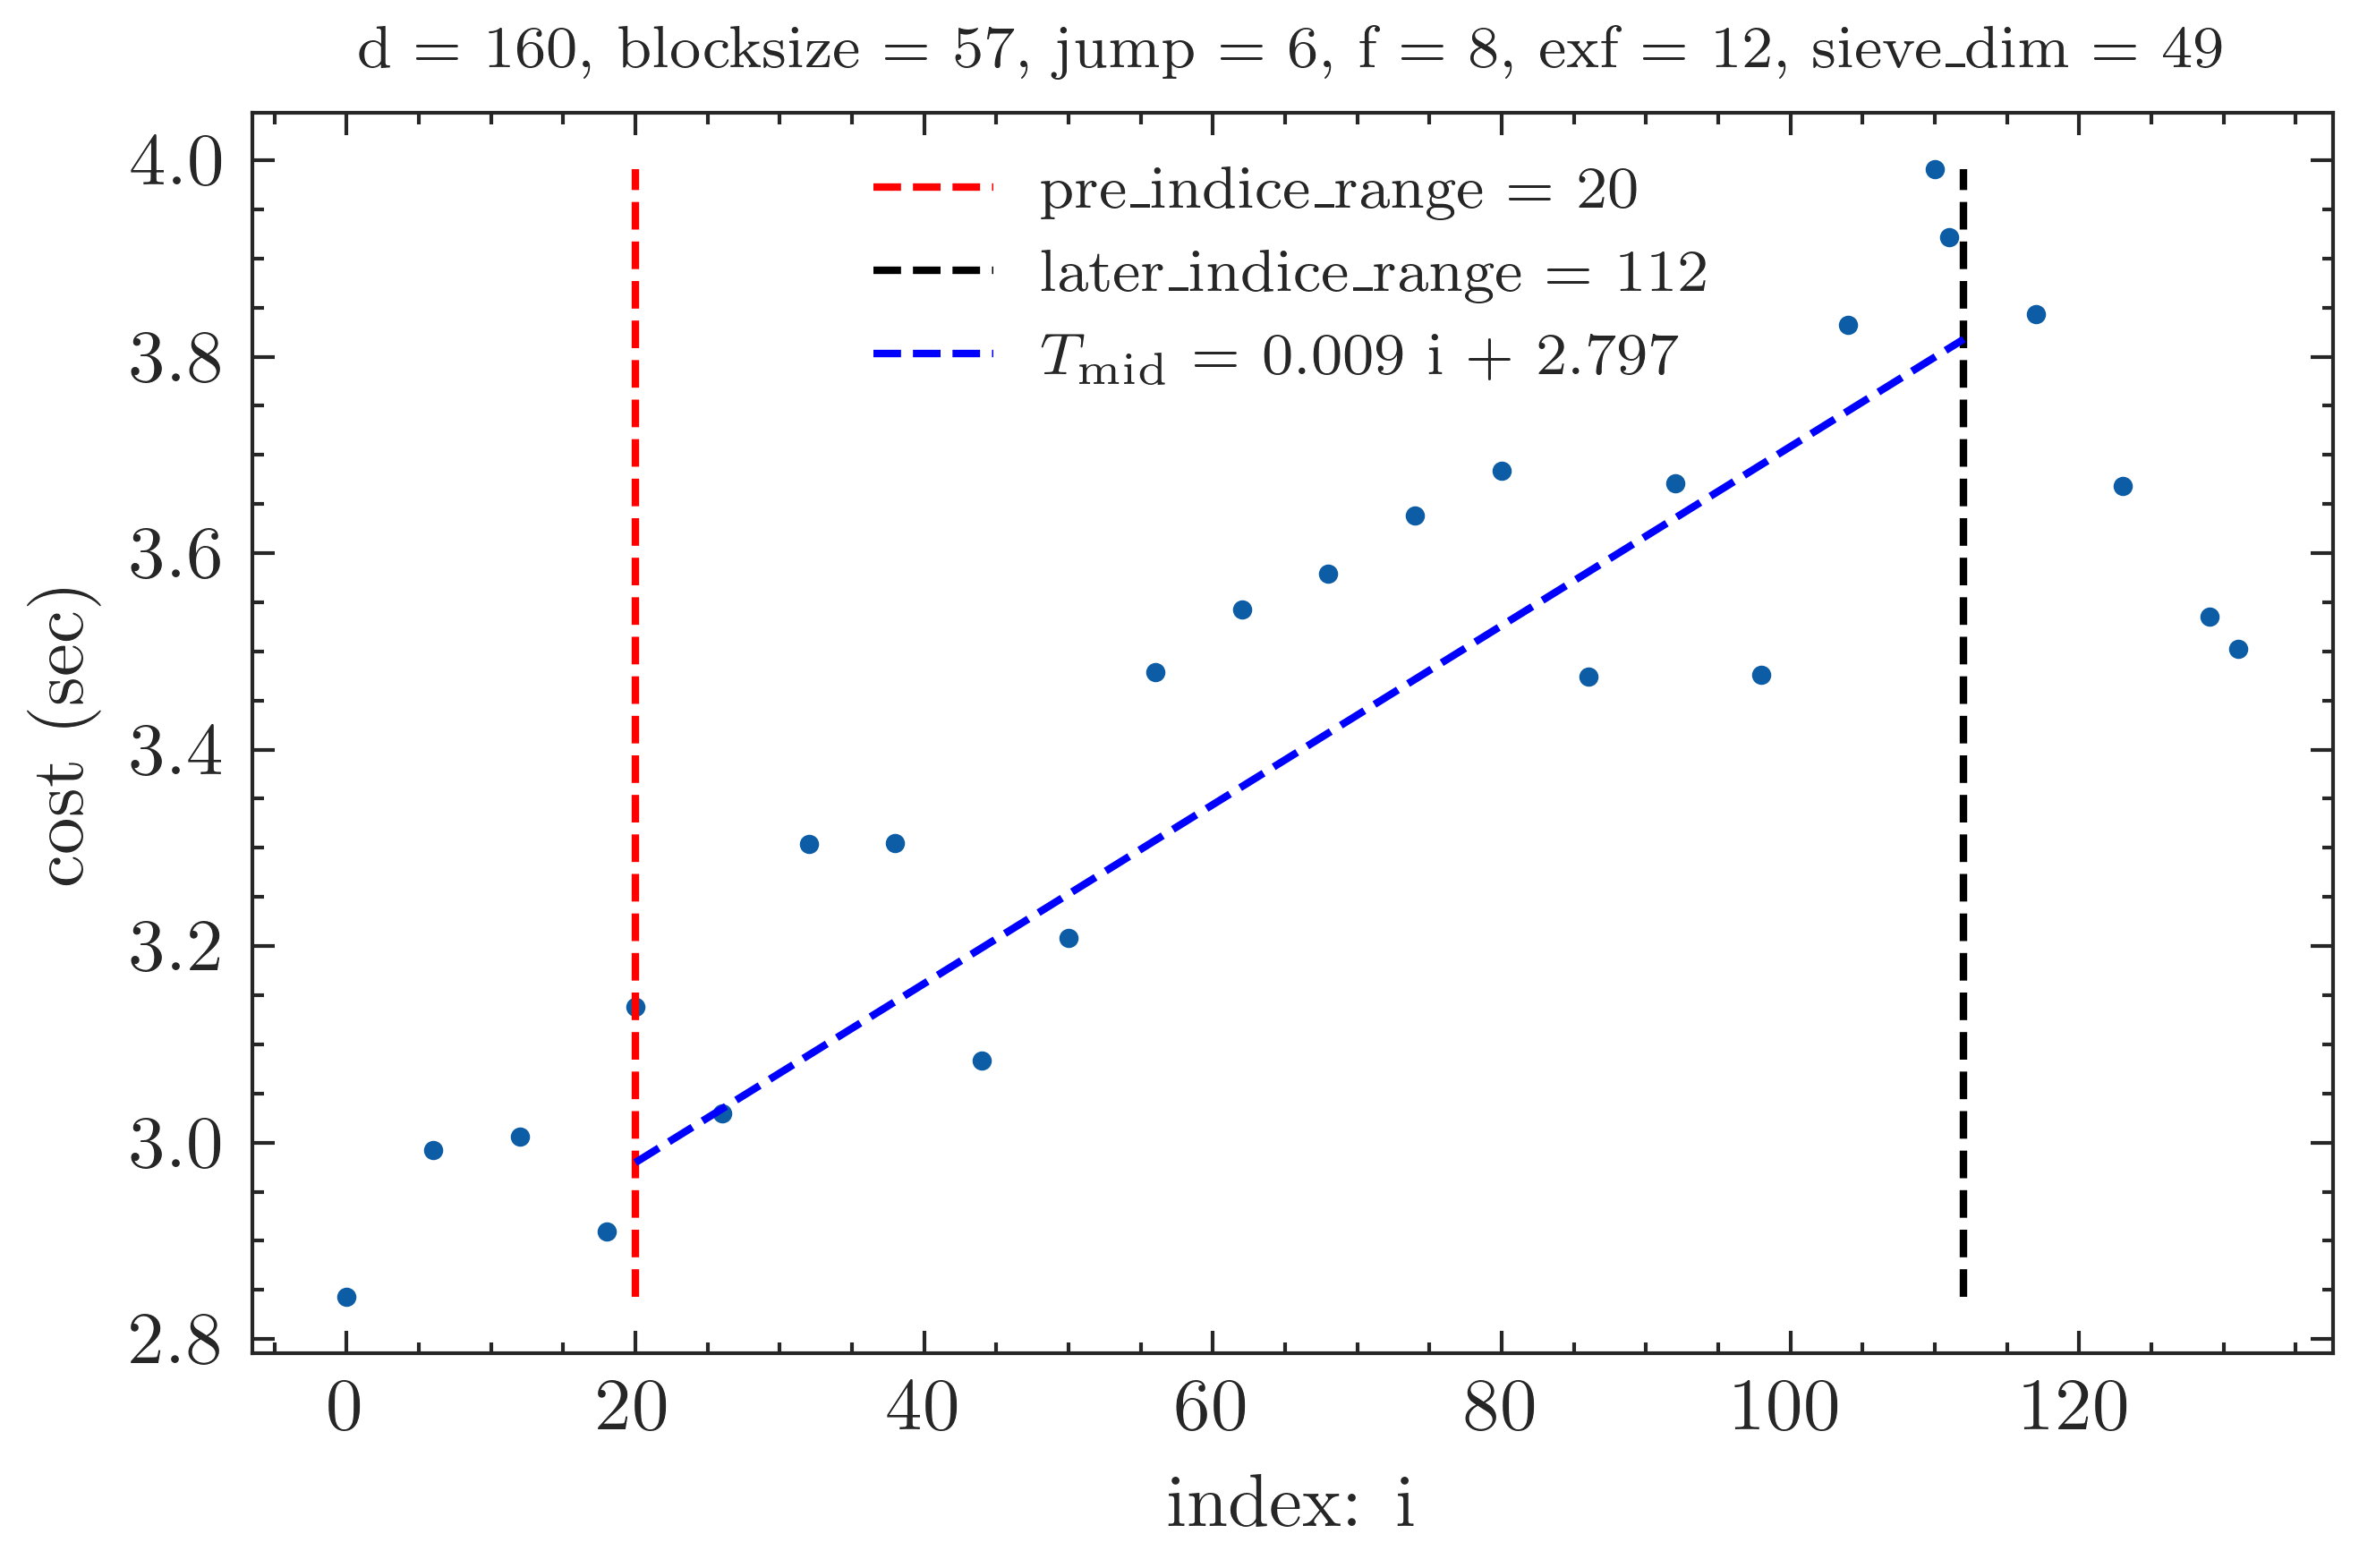 d = 160, blocksize = 57, jump = 6, f = 8, exf = 12, sieve_dim = 49
pre_indice_range = 20
later_indice_range = 112
T_mid = 0.009 i + 2.797
4.0
3.8
3.6
3.4
3.2
3.0
2.8
cost (sec)
0 20 40 60 80 100 120
index: i